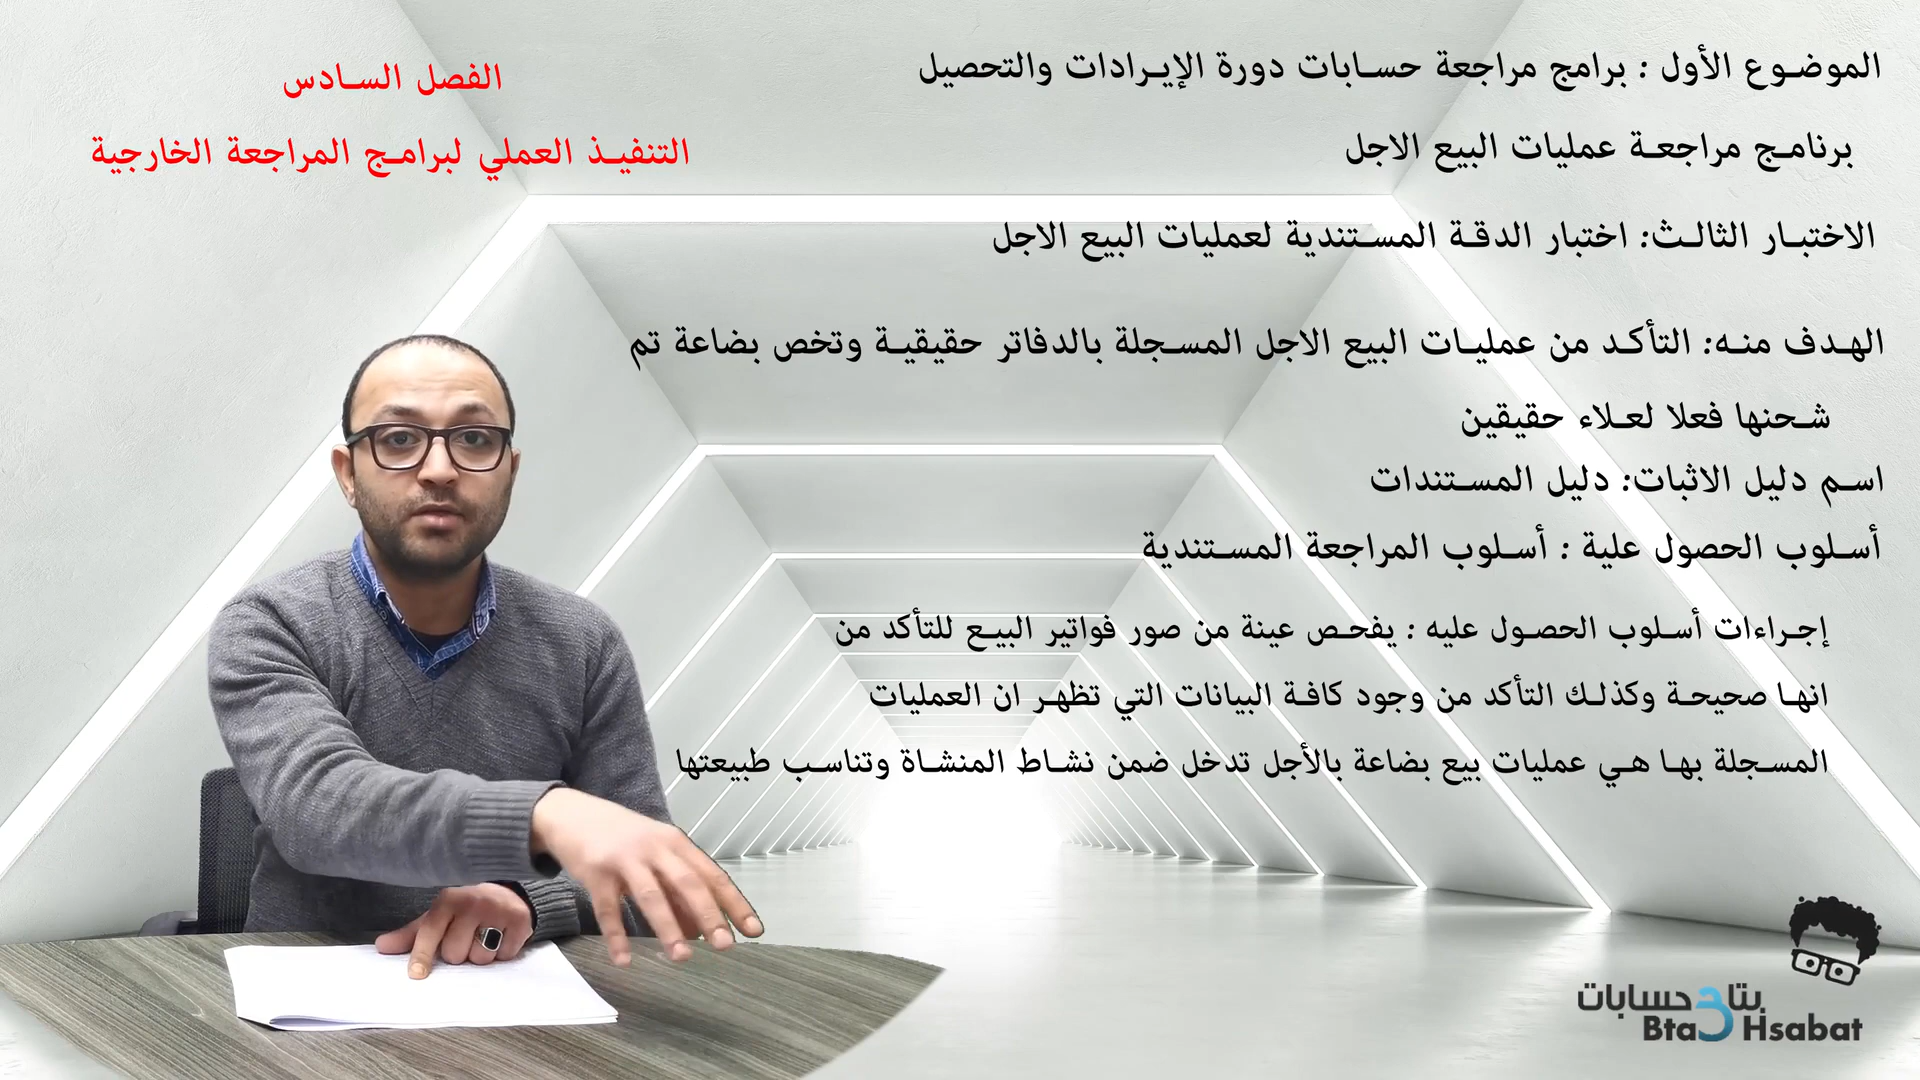 الموضوع الأول : برامج مراجعة حسابات دورة الإيرادات والتحصيل
الفصل السادس
برنامج مراجعة عمليات البيع الاجل
التنفيذ العملي لبرامج المراجعة الخارجية
الاختبار الثالث: اختبار الدقة المستندية لعمليات البيع الاجل
الهدف منه: التأكد من عمليات البيع الاجل المسجلة بالدفاتر حقيقية وتخص بضاعة تم
شحنها فعلا لعلاء حقيقين
اسم دليل الاثبات: دليل المستندات
أسلوب الحصول علية : أسلوب المراجعة المستندية
إجراءات أسلوب الحصول عليه : يفحص عينة من صور فواتير البيع للتأكد من
انها صحيحة وكذلك التأكد من وجود كافة البيانات التي تظهر ان العمليات
المسجلة بها هي عمليات بيع بضاعة بالأجل تدخل ضمن نشاط المنشاة وتناسب طبيعتها
بتاع حسابات
Bta3 Hsabat